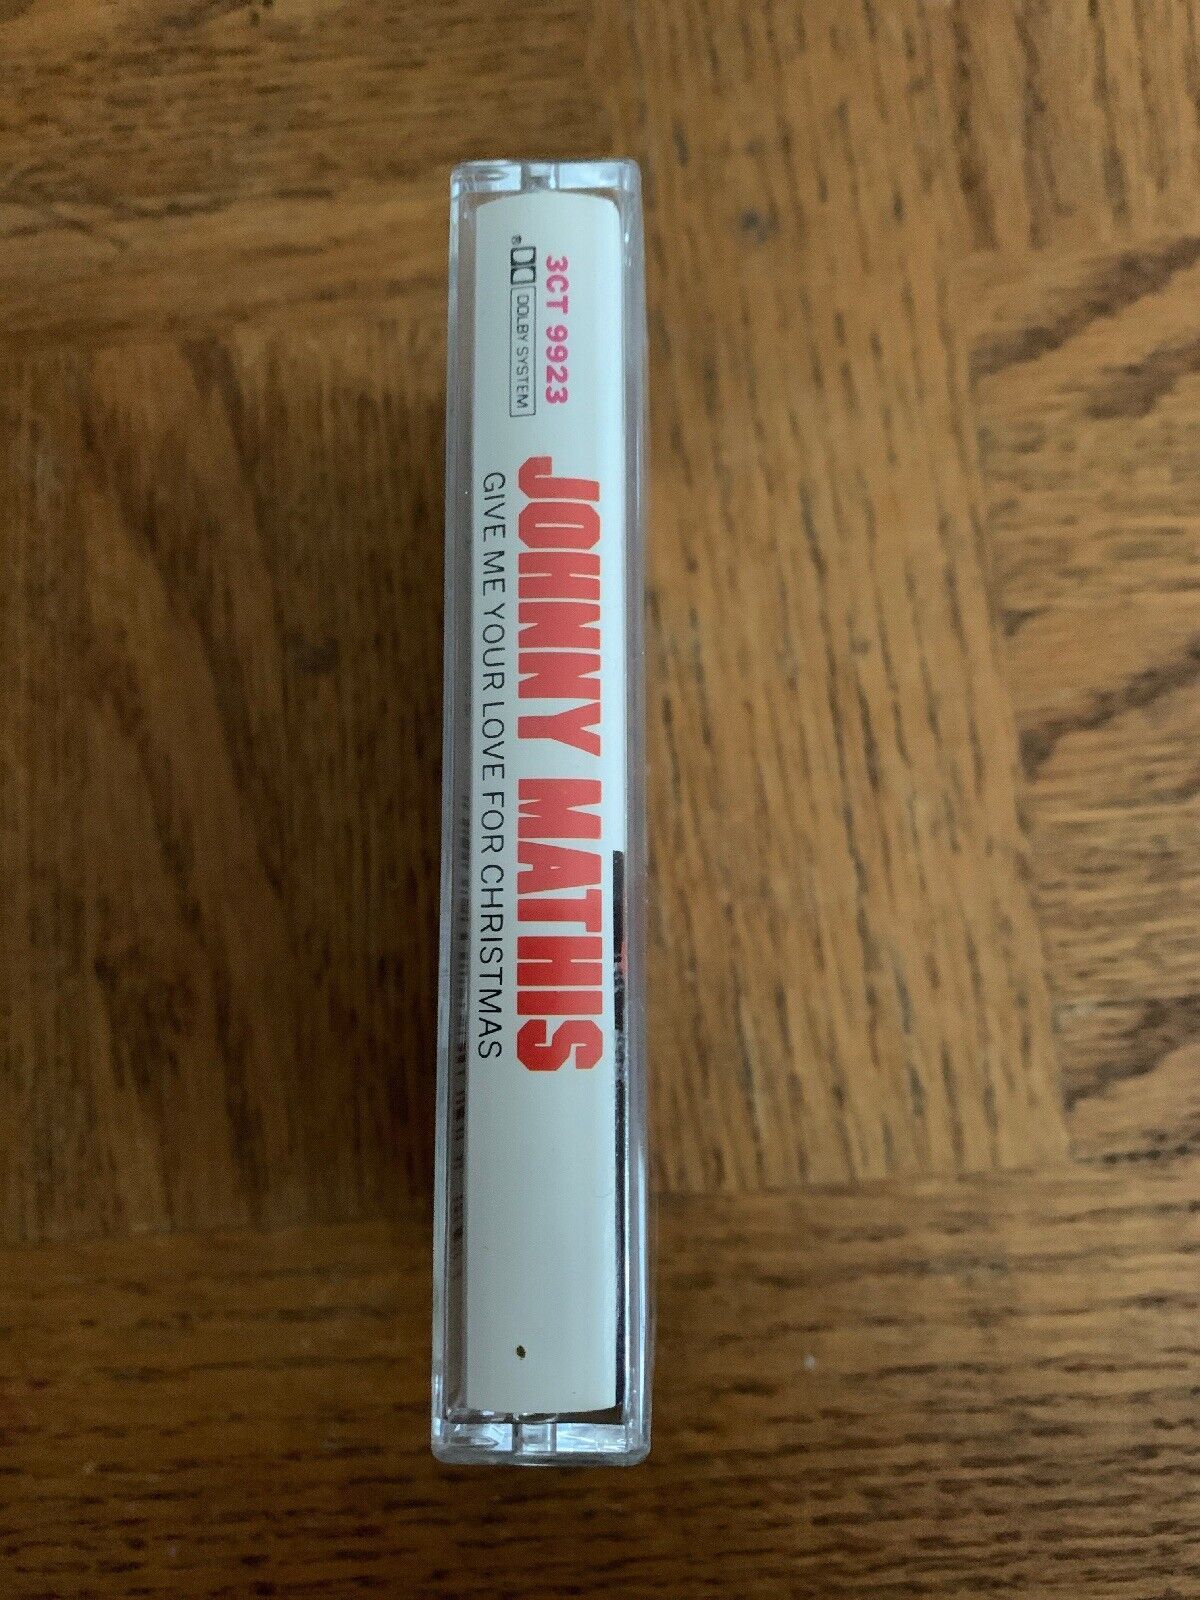 3CT 9923
® DOLBY SYSTEM
JOHNNY MATHIS
GIVE ME YOUR LOVE FOR CHRISTMAS